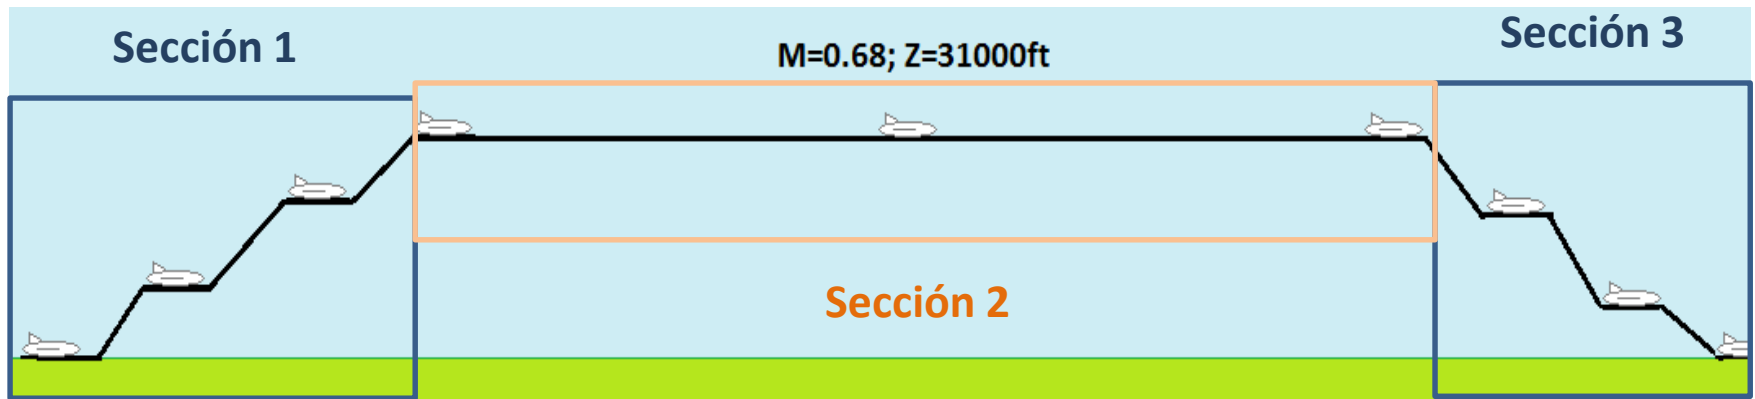 Sección 1
M=0.68; Z=31000ft
Sección 3
Sección 2